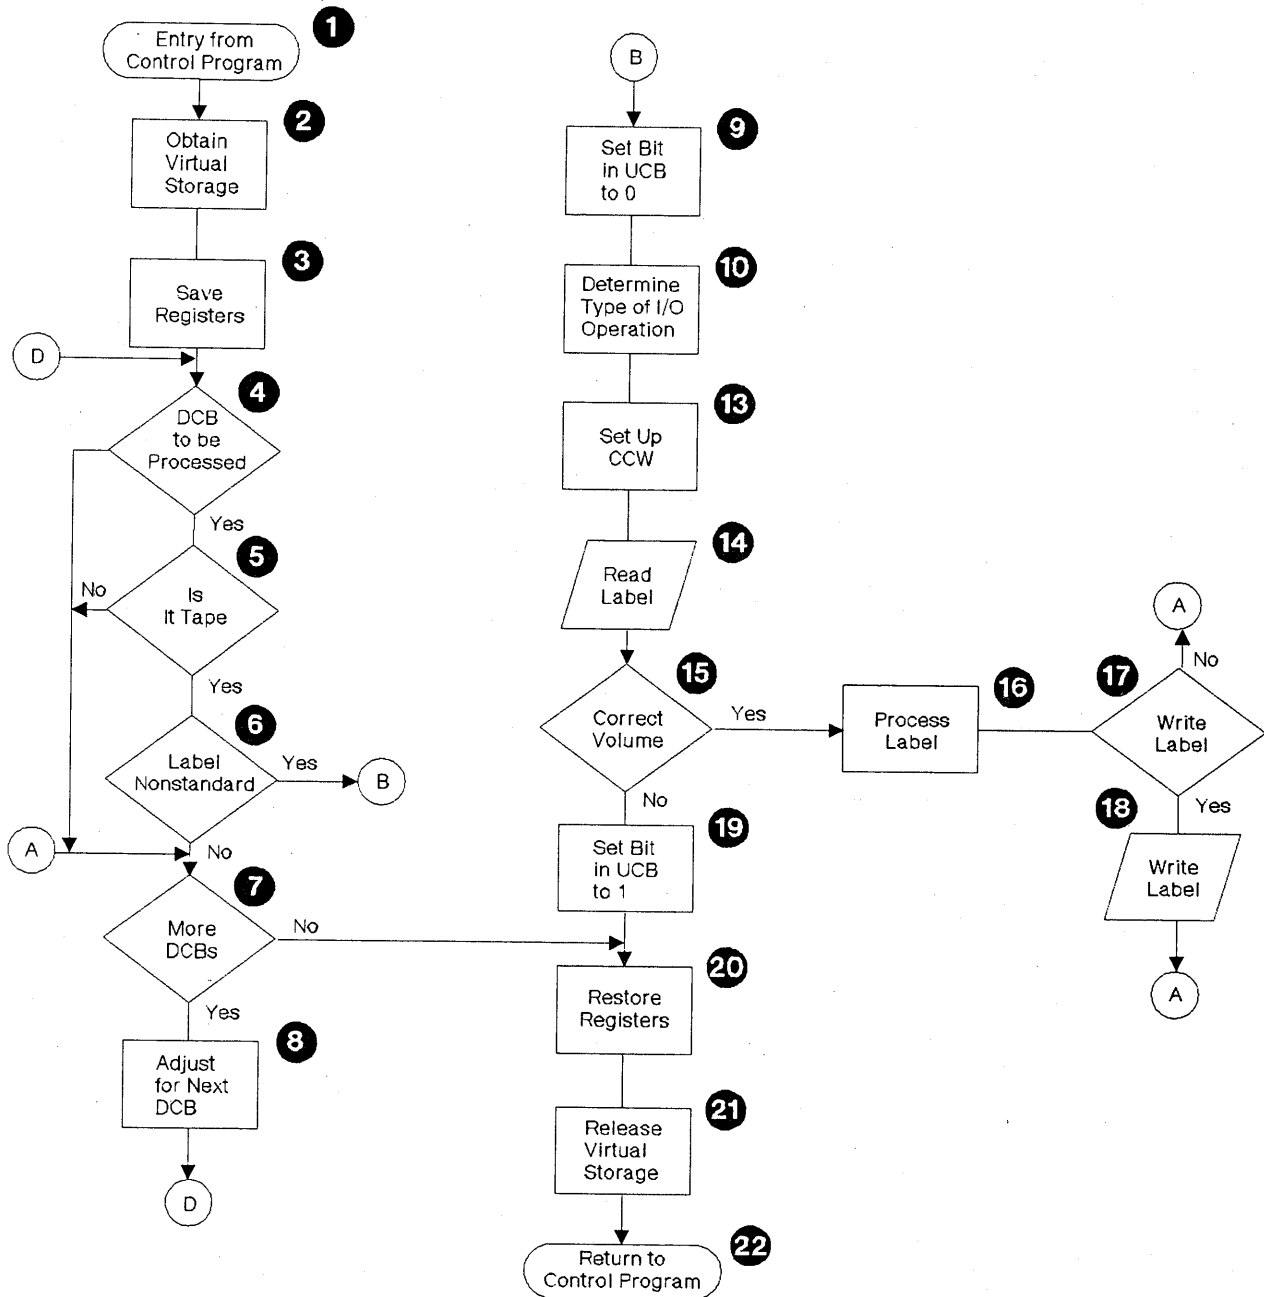 1
Entry from
Control Program
2
Obtain
Virtual
Storage
3
Save
Registers
D
4
DCB
to be
Processed
Yes
5
No
Is
It Tape
Yes
6
Label
Nonstandard
Yes
B
A
No
7
More
DCBs
No
Yes
8
Adjust
for Next
DCB
D
B
9
Set Bit
in UCB
to 0
10
Determine
Type of I/O
Operation
13
Set Up
CCW
14
Read
Label
15
Correct
Volume
Yes
No
16
Process
Label
A
No
17
Write
Label
Yes
18
Write
Label
A
19
Set Bit
in UCB
to 1
20
Restore
Registers
21
Release
Virtual
Storage
22
Return to
Control Program